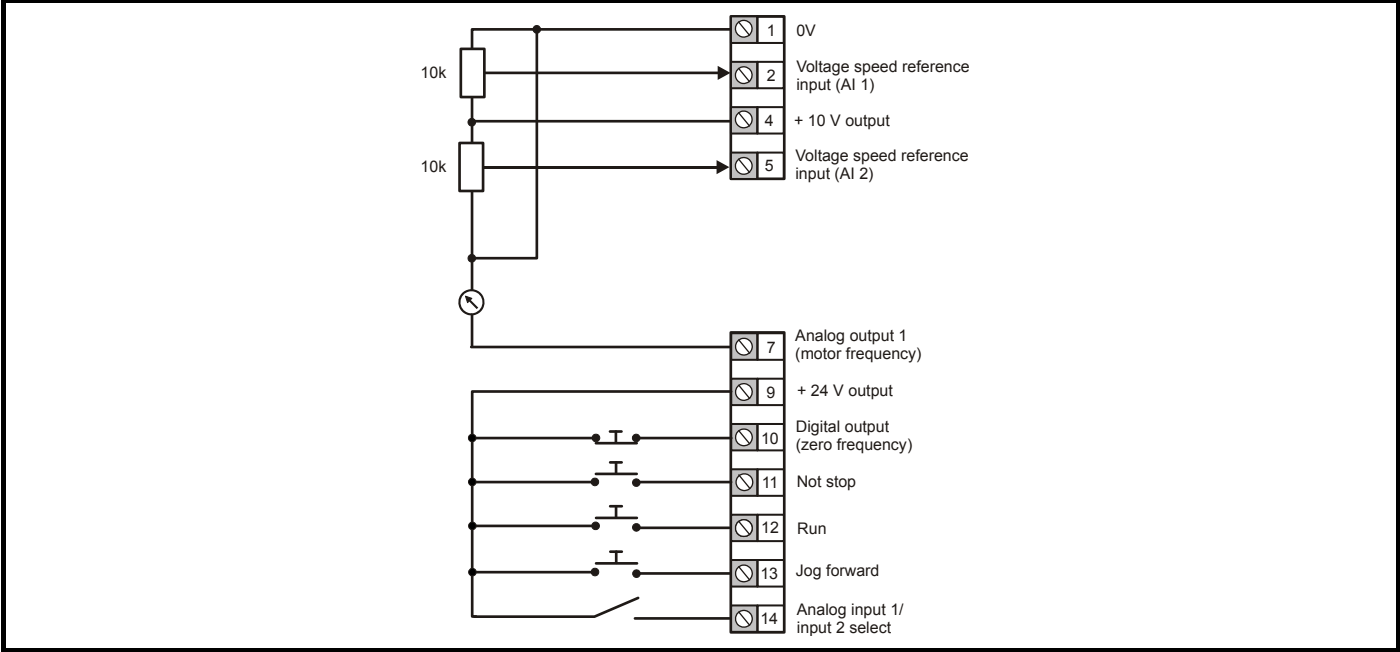 1 0V
10k
2 Voltage speed reference
input (AI 1)
4 + 10 V output
10k
5 Voltage speed reference
input (AI 2)
7 Analog output 1
(motor frequency)
9 + 24 V output
10 Digital output
(zero frequency)
11 Not stop
12 Run
13 Jog forward
14 Analog input 1/
input 2 select